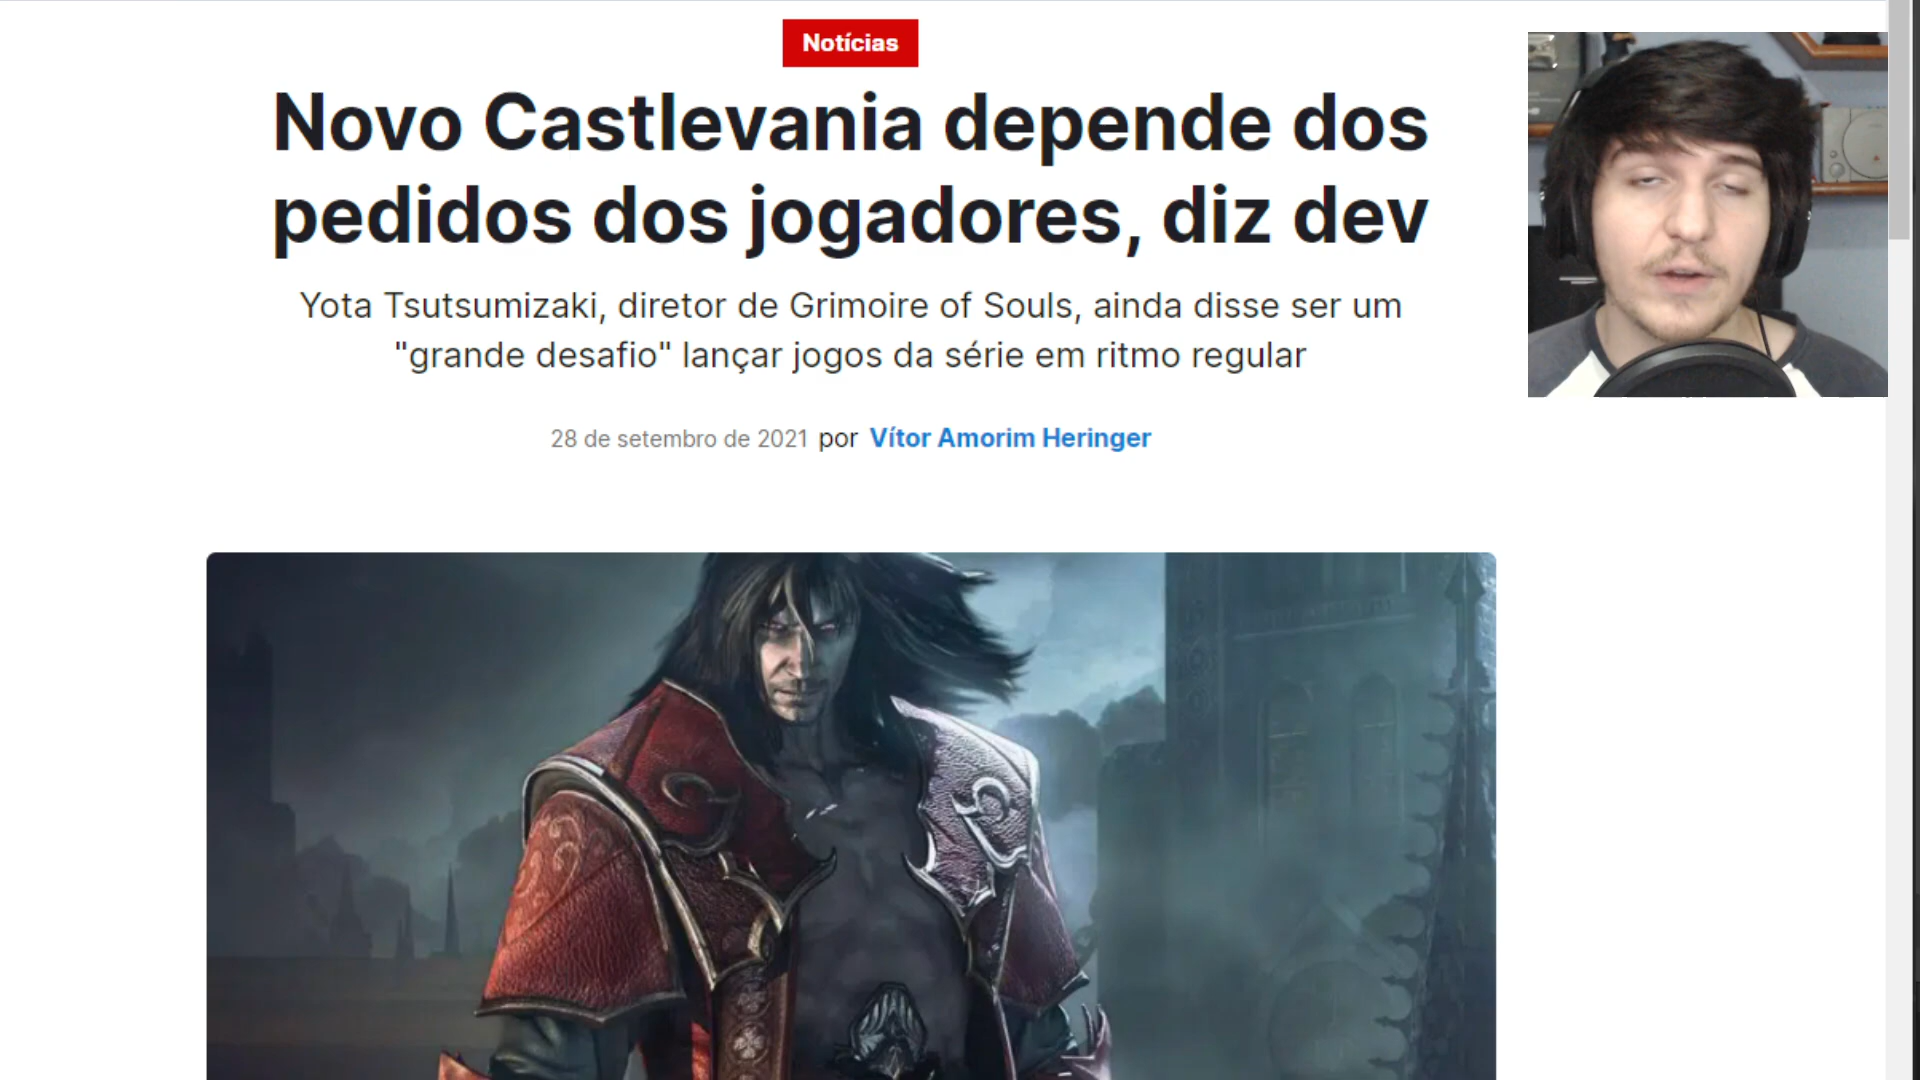 Notícias
Novo Castlevania depende dos
pedidos dos jogadores, diz dev
Yota Tsutsumizaki, diretor de Grimoire of Souls, ainda disse ser um
"grande desafio" lançar jogos da série em ritmo regular
28 de setembro de 2021 por Vítor Amorim Heringer